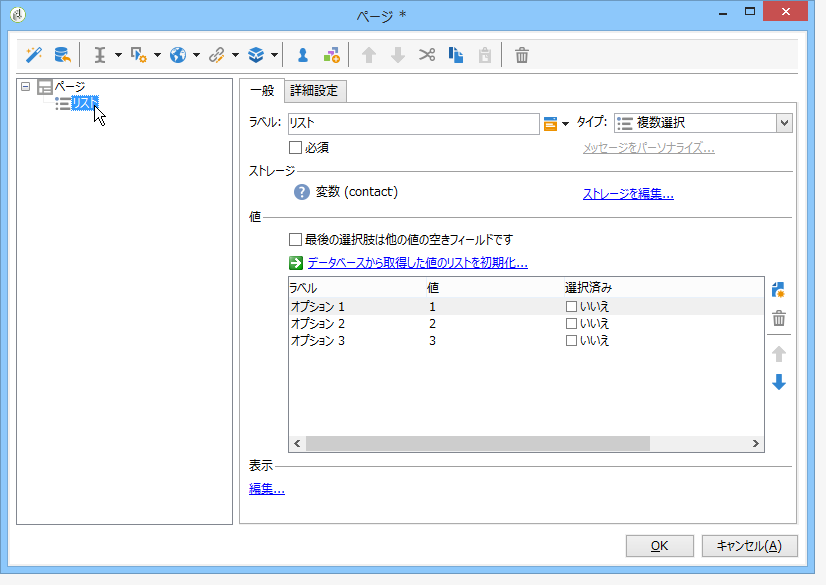 ページ *
ページ
リスト
一般 詳細設定
ラベル: リスト タイプ: 複数選択
必須 メッセージをパーソナライズ...
ストレージ
変数 (contact) ストレージを編集...
値
最後の選択肢は他の値の空きフィールドです
データベースから取得した値のリストを初期化...
ラベル 値 選択済み
オプション 1 1 いいえ
オプション 2 2 いいえ
オプション 3 3 いいえ
表示
編集...
OK キャンセル(A)